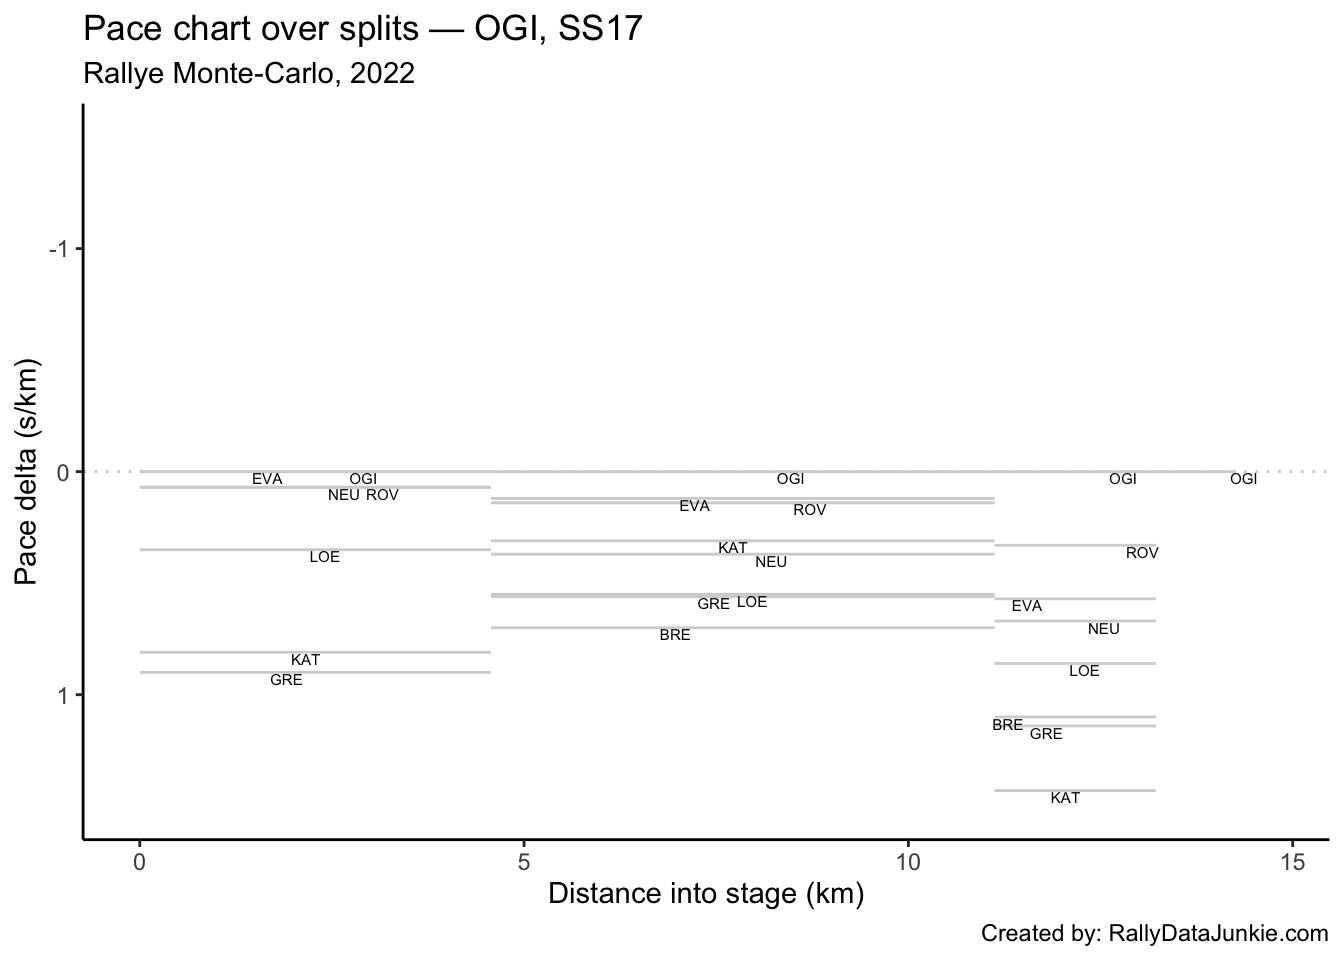 Pace chart over splits — OGI, SS17
Rallye Monte-Carlo, 2022
Pace delta (s/km)
-1
0
1
EVA OGI OGI OGI OGI
NEU ROV
EVA ROV
KAT
ROV
LOE
NEU
GRE LOE
EVA
NEU
BRE
KAT
LOE
GRE
BRE
GRE
KAT
0 5 10 15
Distance into stage (km)
Created by: RallyDataJunkie.com